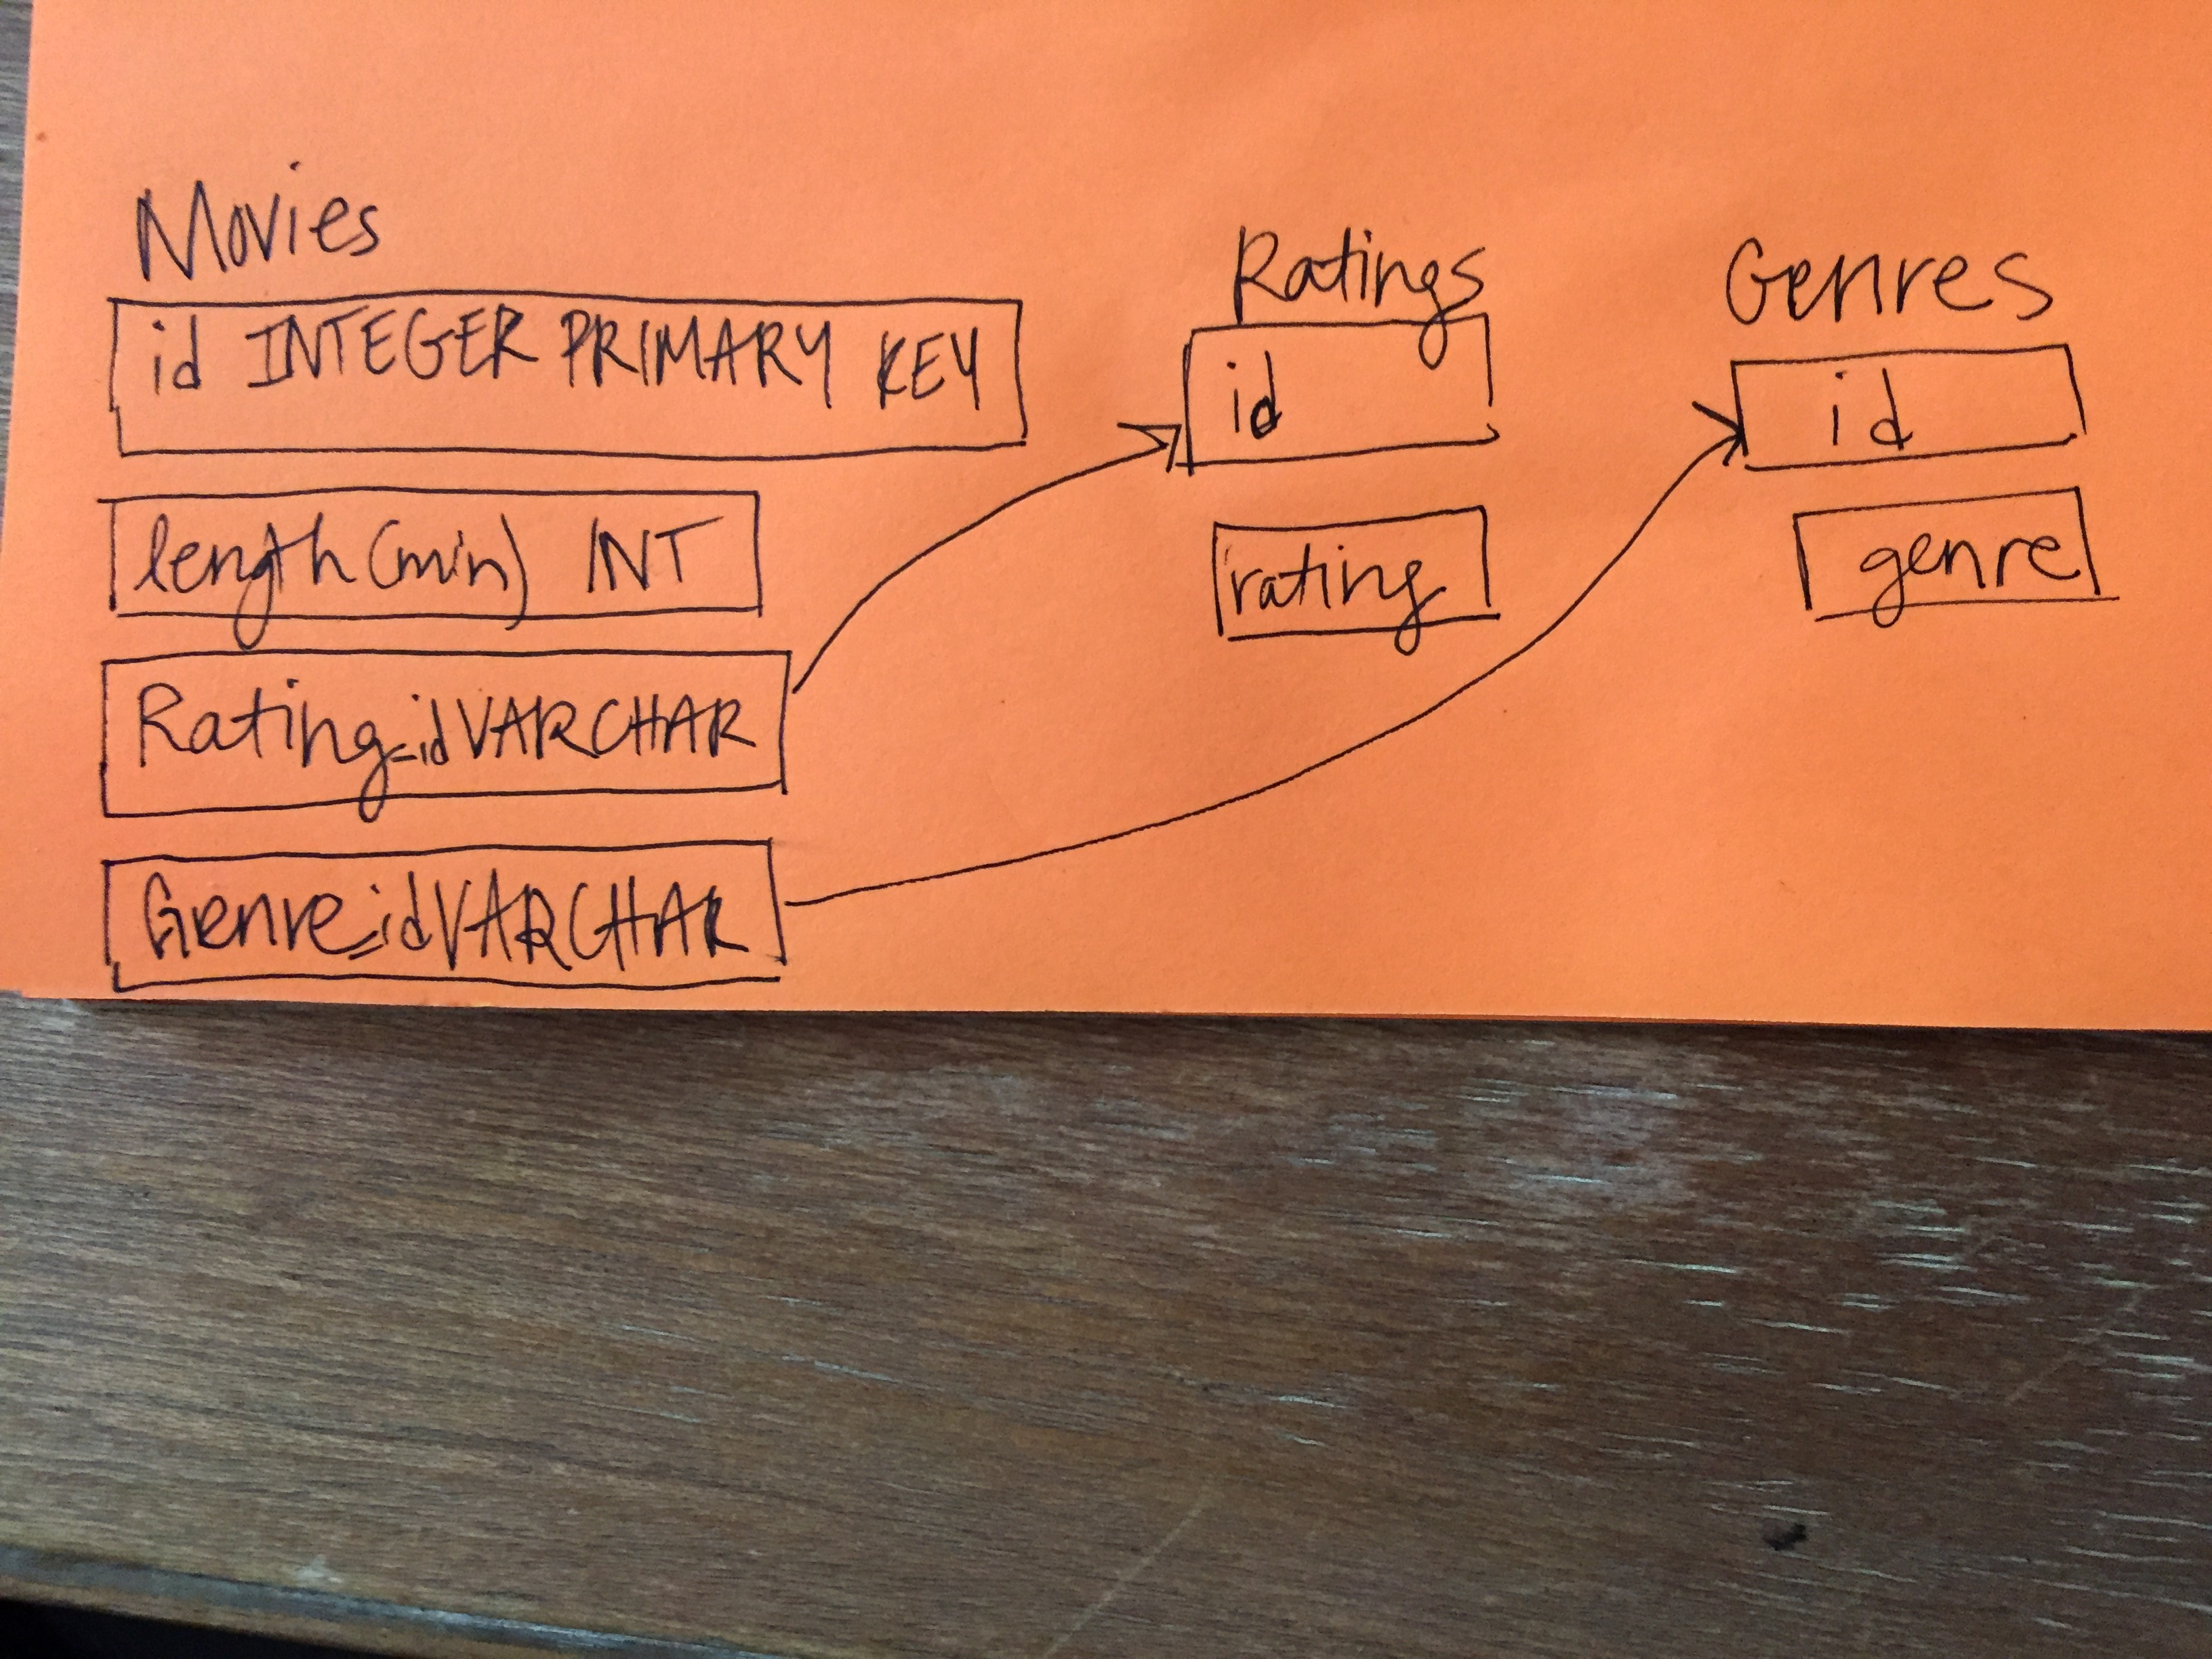 Movies
id INTEGER PRIMARY KEY
length (min) INT
Rating_id VARCHAR
Genre_id VARCHAR
Ratings
id
rating
Genres
id
genre